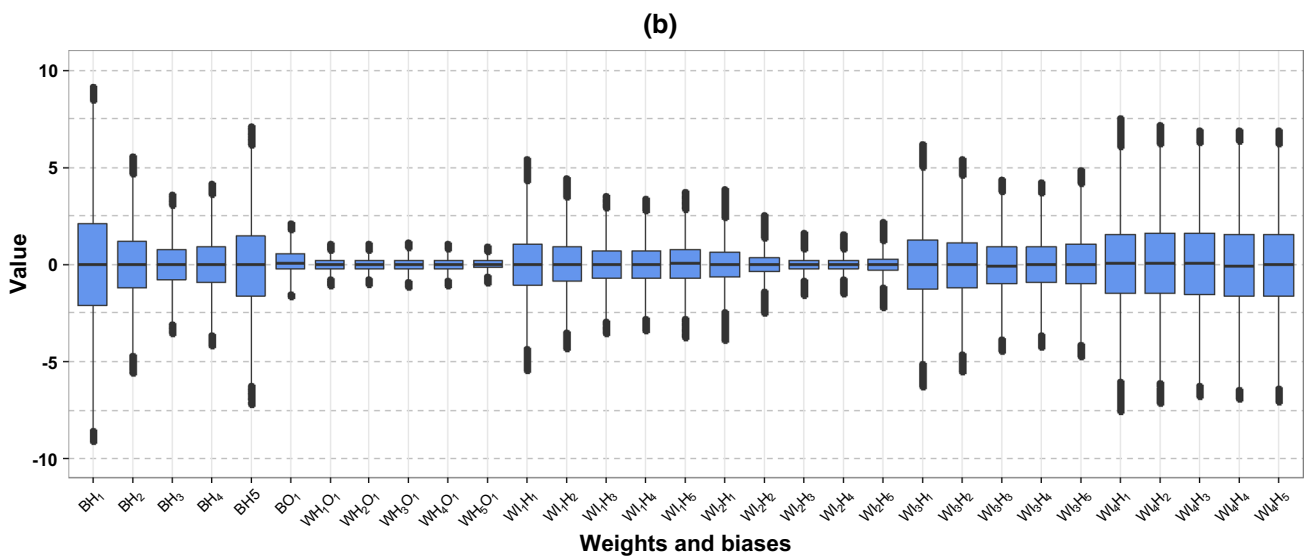 (b)
Value
10
5
0
-5
-10
BH₁ BH₂ BH₃ BH₄ BH5 BO₁ WH₁O₁ WH₂O₁ WH₃O₁ WH₄O₁ WH₅O₁ WI₁H₁ WI₁H₂ WI₁H₃ WI₁H₄ WI₁H₅ WI₂H₁ WI₂H₂ WI₂H₃ WI₂H₄ WI₂H₅ WI₃H₁ WI₃H₂ WI₃H₃ WI₃H₄ WI₃H₅ WI₄H₁ WI₄H₂ WI₄H₃ WI₄H₄ WI₄H₅
Weights and biases